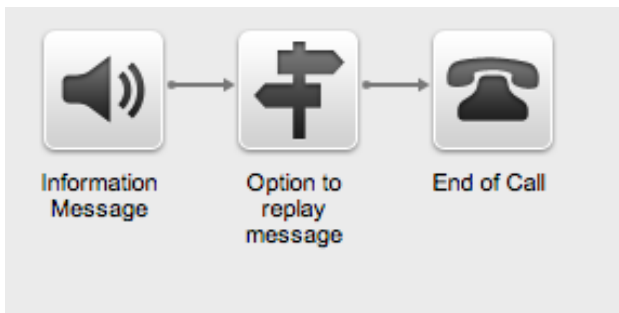 Information
Message
Option to
replay
message
End of Call